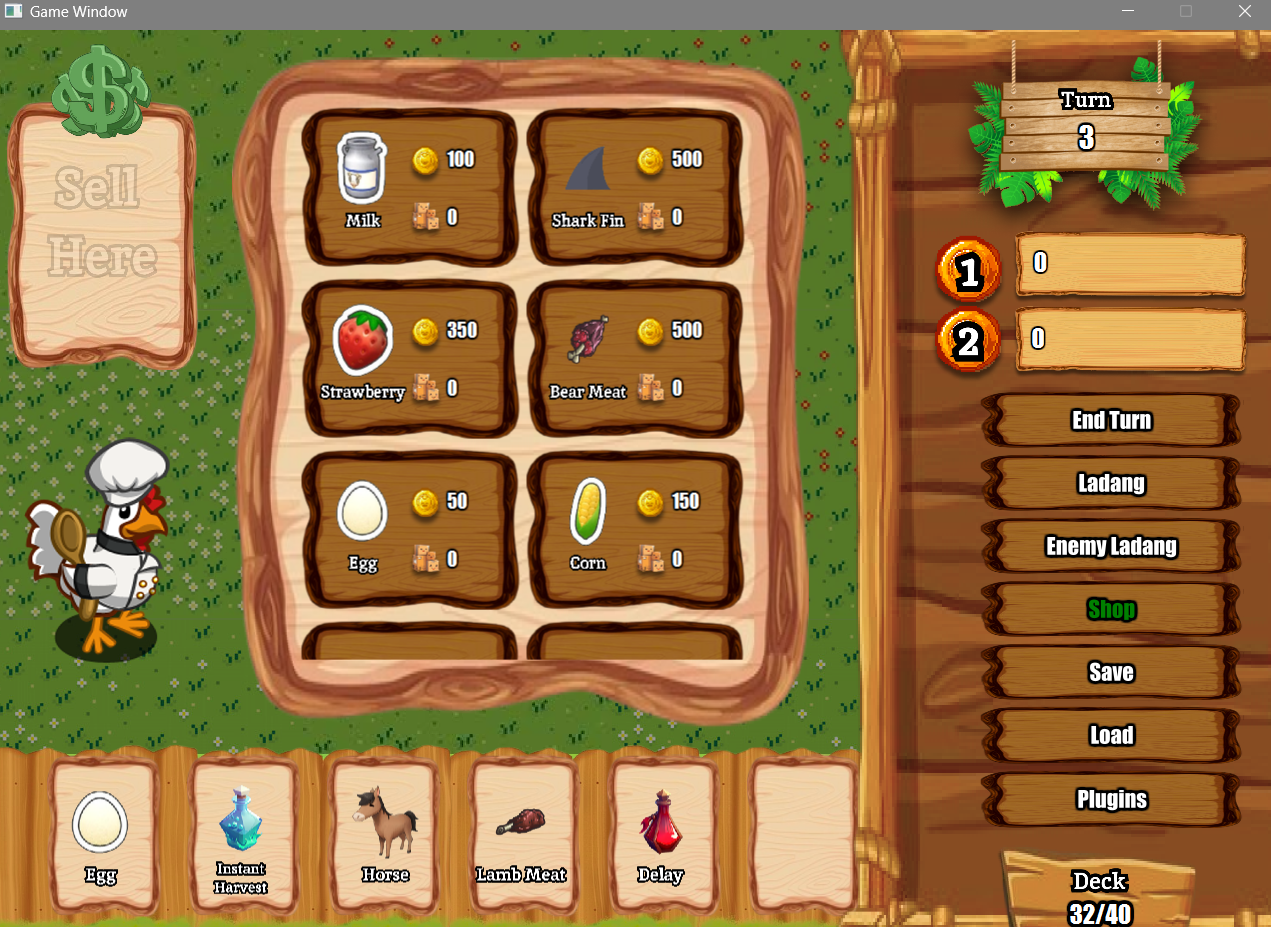 Game Window
$
Sell
Here
100
Milk
0
500
Shark Fin
0
350
Strawberry
0
500
Bear Meat
0
50
Egg
0
150
Corn
0
Turn
3
1
0
2
0
End Turn
Ladang
Enemy Ladang
Shop
Save
Load
Plugins
Egg
Instant
Harvest
Horse
Lamb Meat
Delay
Deck
32/40